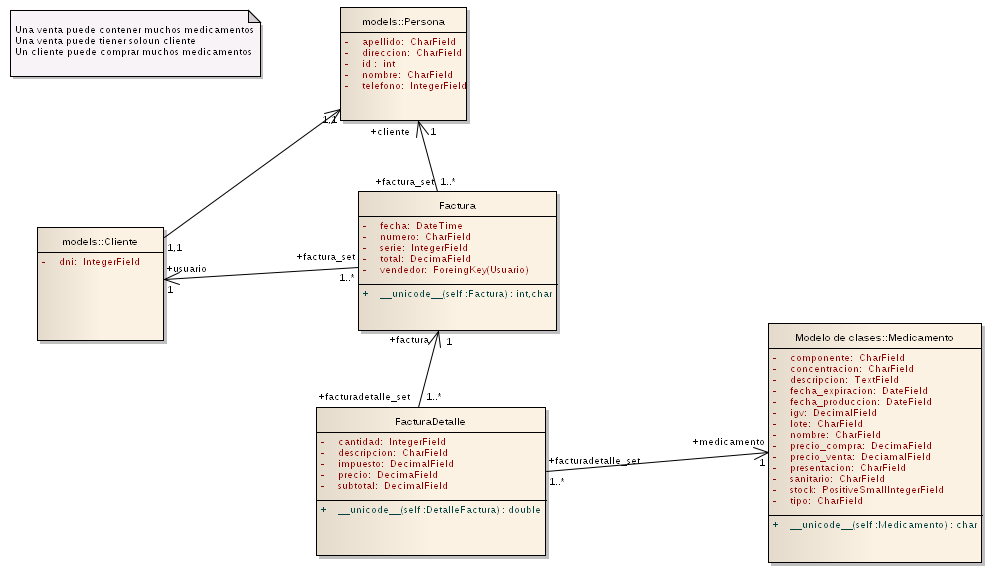 Una venta puede contener muchos medicamentos
Una venta puede tiener soloun cliente
Un cliente puede comprar muchos medicamentos
models::Persona
- apellido: CharField
- direccion: CharField
- id : int
- nombre: CharField
- telefono: IntegerField
1,1
+cliente 1
+factura_set 1..*
Factura
- fecha: DateTime
- numero: CharField
- serie: IntegerField
- total: DecimaField
- vendedor: ForeingKey(Usuario)
+ __unicode__(self :Factura) : int,char
models::Cliente
- dni: IntegerField
1,1
+usuario
1
+factura_set
1..*
+factura 1
+facturadetalle_set 1..*
FacturaDetalle
- cantidad: IntegerField
- descripcion: CharField
- impuesto: DecimalField
- precio: DecimaField
- subtotal: DecimalField
+ __unicode__(self :DetalleFactura) : double
+facturadetalle_set
1..*
+medicamento
1
Modelo de clases::Medicamento
- componente: CharField
- concentracion: CharField
- descripcion: TextField
- fecha_expiracion: DateField
- fecha_produccion: DateField
- igv: DecimalField
- lote: CharField
- nombre: CharField
- precio_compra: DecimaField
- precio_venta: DeciamalField
- presentacion: CharField
- sanitario: CharField
- stock: PositiveSmallIntegerField
- tipo: CharField
+ __unicode__(self :Medicamento) : char